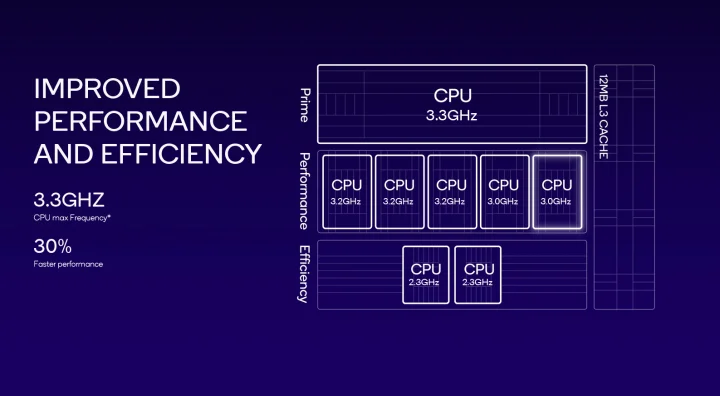 IMPROVED
PERFORMANCE
AND EFFICIENCY
3.3GHZ
CPU max Frequency*
30%
Faster performance
Prime
CPU
3.3GHz
Performance
CPU
3.2GHz
CPU
3.2GHz
CPU
3.2GHz
CPU
3.0GHz
CPU
3.0GHz
Efficiency
CPU
2.3GHz
CPU
2.3GHz
12MB L3 CACHE